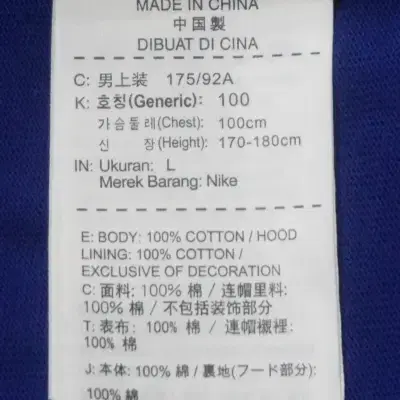 MADE IN CHINA
中国製
DIBUAT DI CINA
C: 男上装 175/92A
K: 호칭(Generic): 100
가슴둘레(Chest): 100cm
신 장(Height): 170-180cm
IN: Ukuran: L
Merek Barang: Nike
E: BODY: 100% COTTON / HOOD
LINING: 100% COTTON /
EXCLUSIVE OF DECORATION
C: 面料: 100% 棉 / 连帽里料:
100% 棉 / 不包括装饰部分
T: 表布: 100% 棉 / 連帽襯裡:
100% 棉
J: 本体: 100% 綿 / 裏地(フード部分):
100% 綿